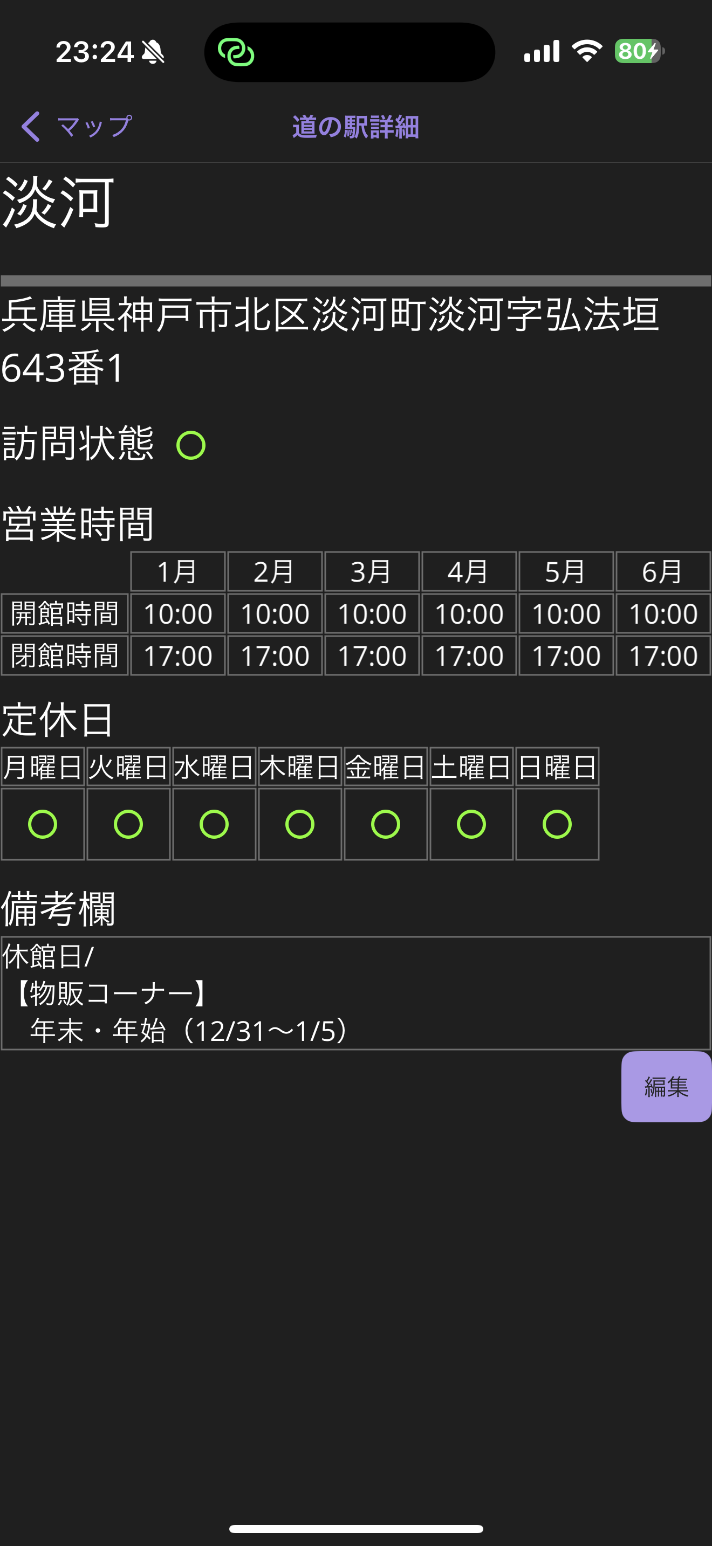 23:24
80
マップ
道の駅詳細
淡河
兵庫県神戸市北区淡河町淡河字弘法垣
643番1
訪問状態 ○
営業時間
1月 2月 3月 4月 5月 6月
開館時間 10:00 10:00 10:00 10:00 10:00 10:00
閉館時間 17:00 17:00 17:00 17:00 17:00 17:00
定休日
月曜日 火曜日 水曜日 木曜日 金曜日 土曜日 日曜日
○ ○ ○ ○ ○ ○ ○
備考欄
休館日/
【物販コーナー】
　年末・年始（12/31～1/5）
編集